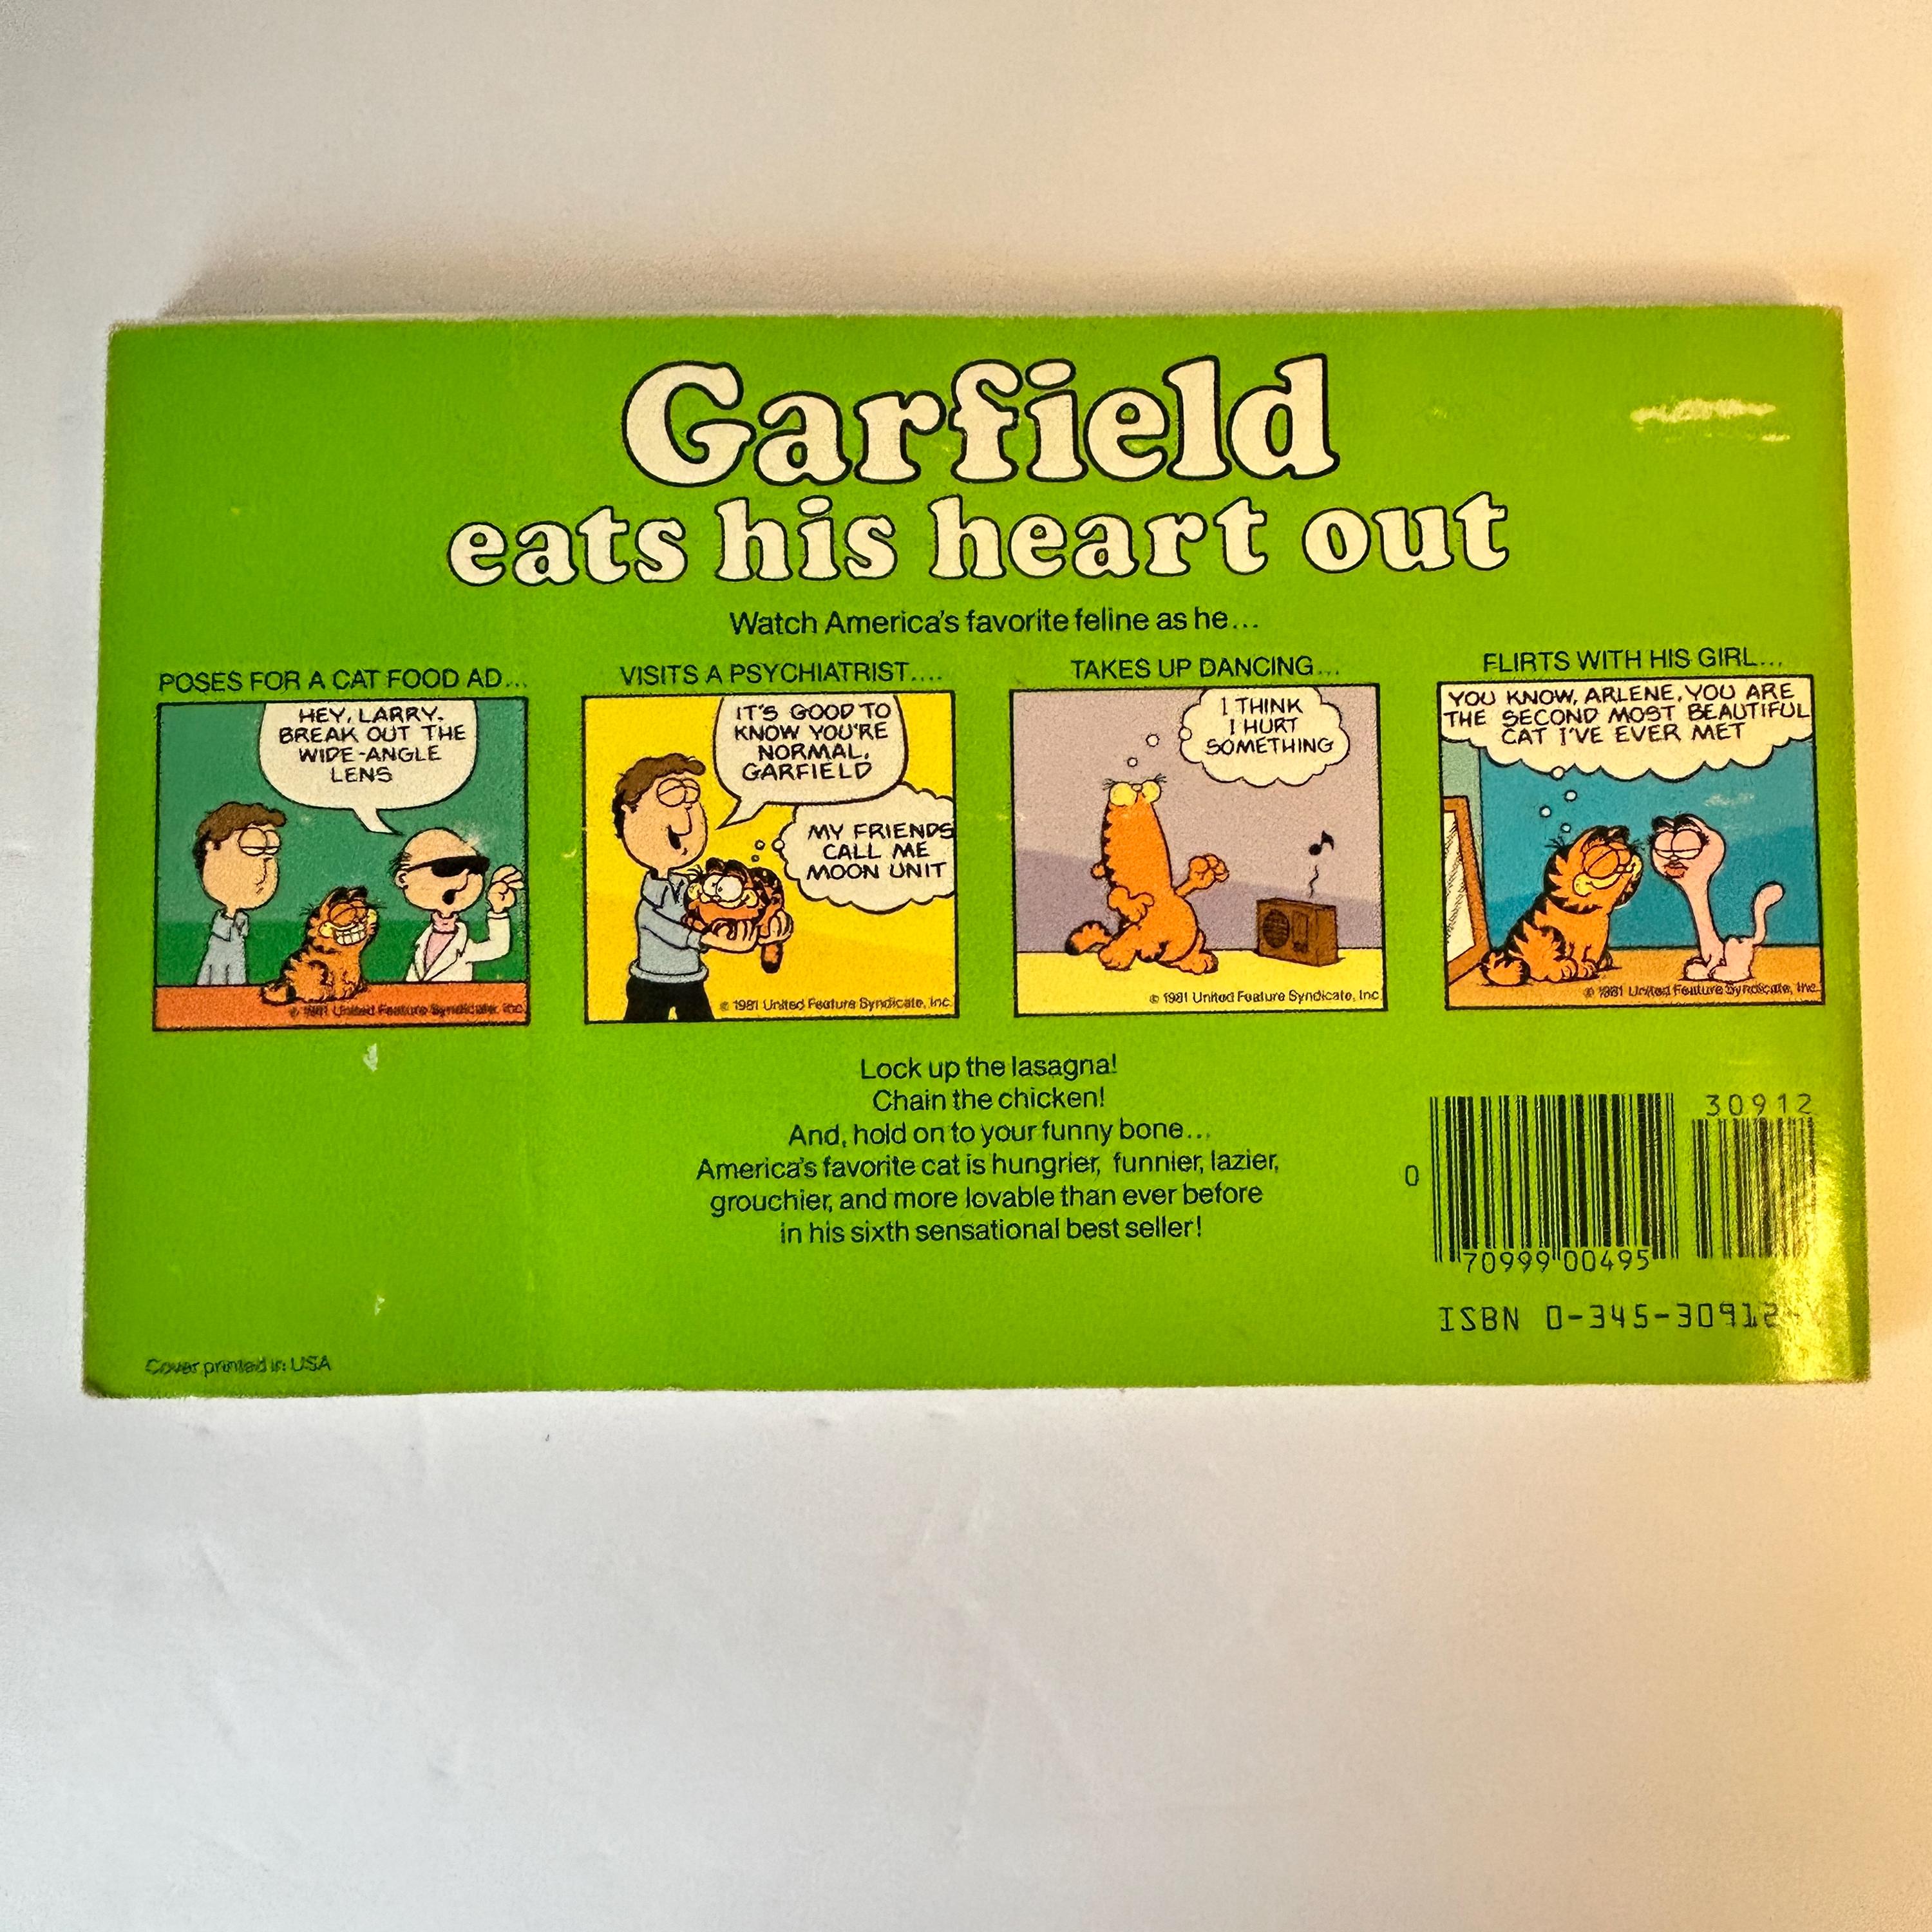 Garfield
eats his heart out
Watch America's favorite feline as he...
POSES FOR A CAT FOOD AD...
HEY, LARRY.
BREAK OUT THE
WIDE-ANGLE
LENS
© 1981 United Feature Syndicate, Inc.
VISITS A PSYCHIATRIST....
IT'S GOOD TO
KNOW YOU'RE
NORMAL,
GARFIELD
MY FRIENDS
CALL ME
MOON UNIT
© 1981 United Feature Syndicate, Inc.
TAKES UP DANCING...
I THINK
I HURT
SOMETHING
© 1981 United Feature Syndicate, Inc.
FLIRTS WITH HIS GIRL...
YOU KNOW, ARLENE, YOU ARE
THE SECOND MOST BEAUTIFUL
CAT I'VE EVER MET
© 1981 United Feature Syndicate, Inc.
Lock up the lasagna!
Chain the chicken!
And, hold on to your funny bone...
America's favorite cat is hungrier, funnier, lazier,
grouchier, and more lovable than ever before
in his sixth sensational best seller!
30912
0
70999 00495
ISBN 0-345-30912-
Cover printed in USA